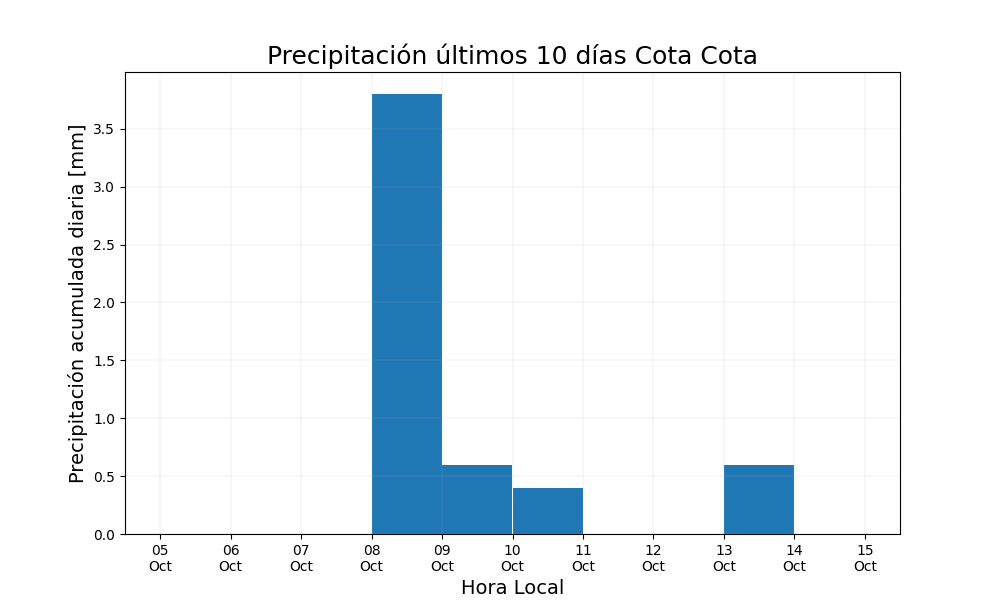 Precipitación últimos 10 días Cota Cota
Precipitación acumulada diaria [mm]
3.5
3.0
2.5
2.0
1.5
1.0
0.5
0.0
05 06 07 08 09 10 11 12 13 14 15
Oct Oct Oct Oct Oct Oct Oct Oct Oct Oct Oct
Hora Local